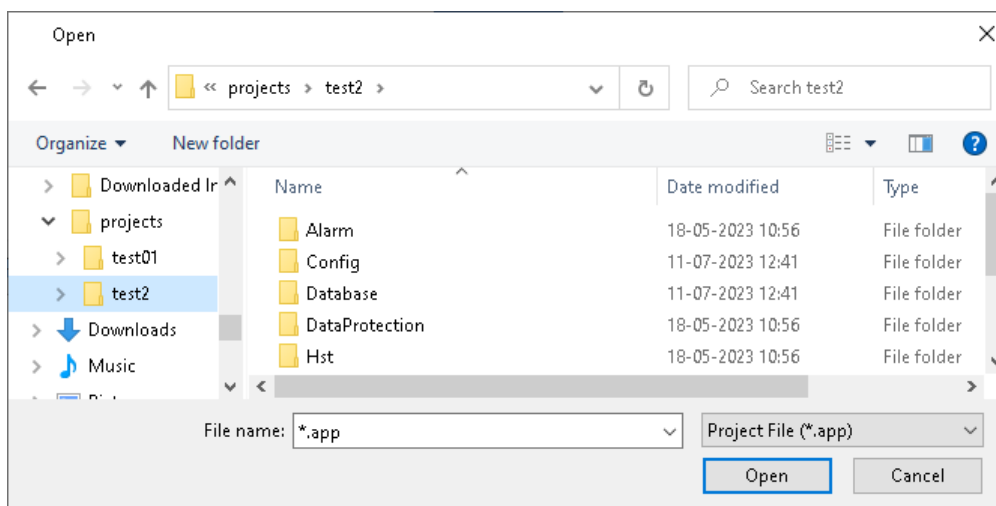 Open
« projects › test2 ›
Search test2
Organize
New folder
Downloaded Ir
projects
test01
test2
Downloads
Music
Name Date modified Type
Alarm 18-05-2023 10:56 File folder
Config 11-07-2023 12:41 File folder
Database 11-07-2023 12:41 File folder
DataProtection 18-05-2023 10:56 File folder
Hst 18-05-2023 10:56 File folder
File name: *.app Project File (*.app)
Open Cancel